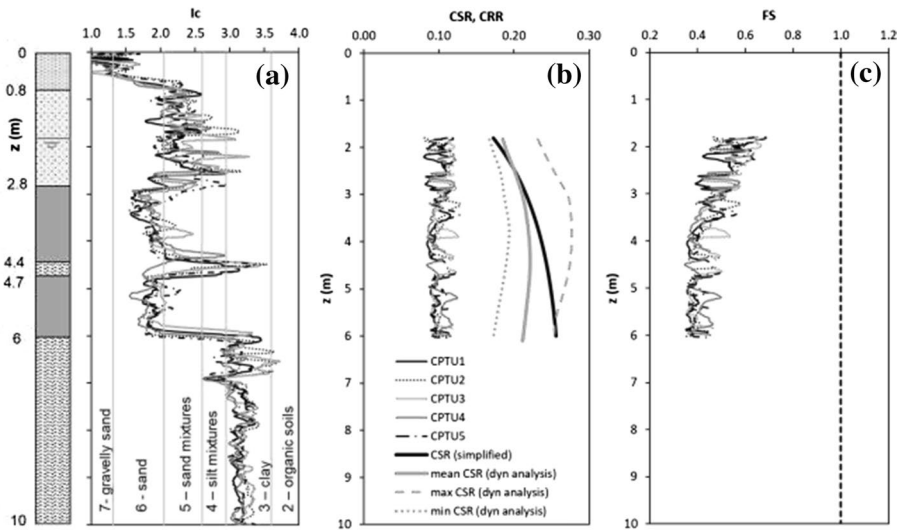 Ic
1.0 1.5 2.0 2.5 3.0 3.5 4.0
0
0.8
z (m)
2.8
4.4
4.7
6
10
(a)
7- gravelly sand
6 - sand
5 – sand mixtures
4 – silt mixtures
3 – clay
2 – organic soils
CSR, CRR
0.00 0.10 0.20 0.30
(b)
0
1
2
3
4
5
6
7
8
9
10
z (m)
CPTU1
CPTU2
CPTU3
CPTU4
CPTU5
CSR (simplified)
mean CSR (dyn analysis)
max CSR (dyn analysis)
min CSR (dyn analysis)
FS
0.2 0.4 0.6 0.8 1.0 1.2
(c)
0
1
2
3
4
5
6
7
8
9
10
z (m)